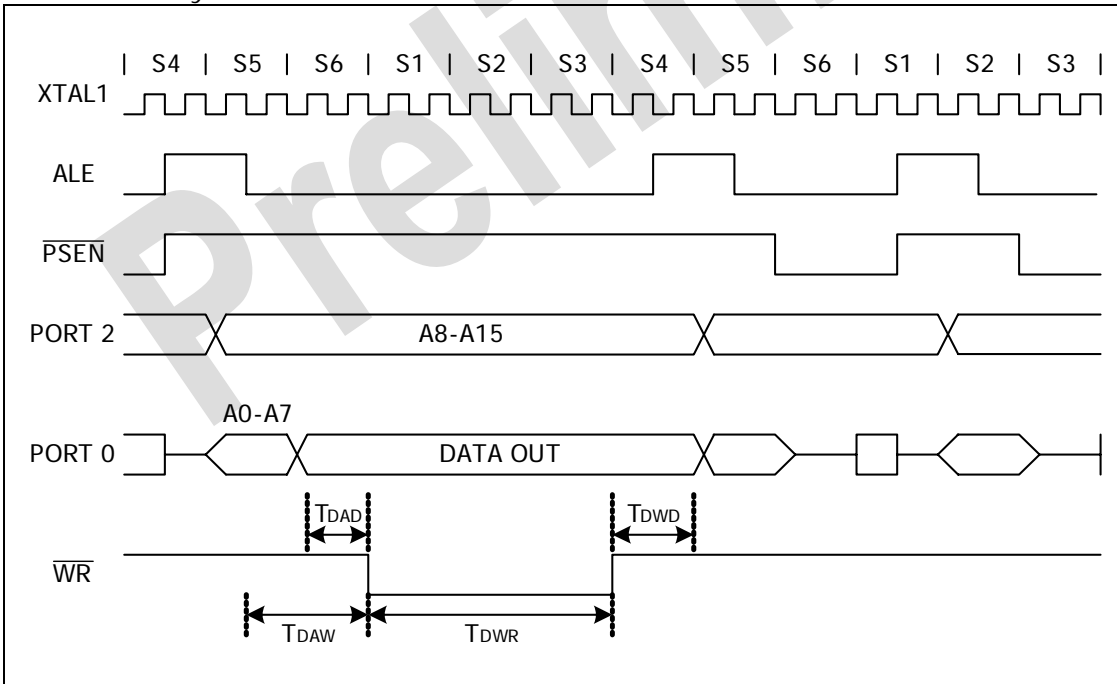 | S4 | S5 | S6 | S1 | S2 | S3 | S4 | S5 | S6 | S1 | S2 | S3 |
XTAL1
ALE
PSEN
PORT 2
A8-A15
A0-A7
PORT 0
DATA OUT
TDAD
TDWD
WR
TDAW
TDWR